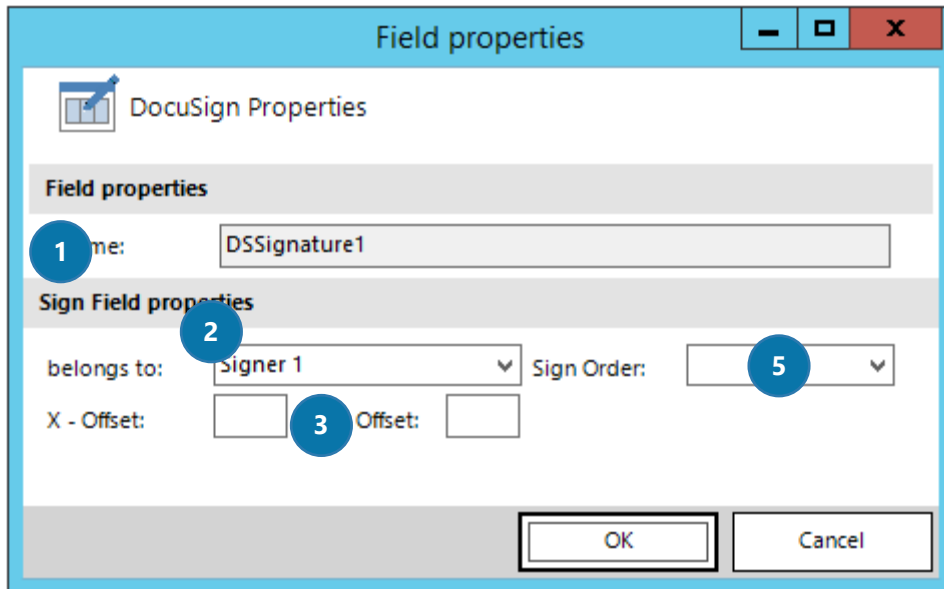 Field properties
DocuSign Properties
Field properties
1 me: DSSignature1
Sign Field properties
2
belongs to: Signer 1 Sign Order: 5
X - Offset: 3 Offset:
OK Cancel